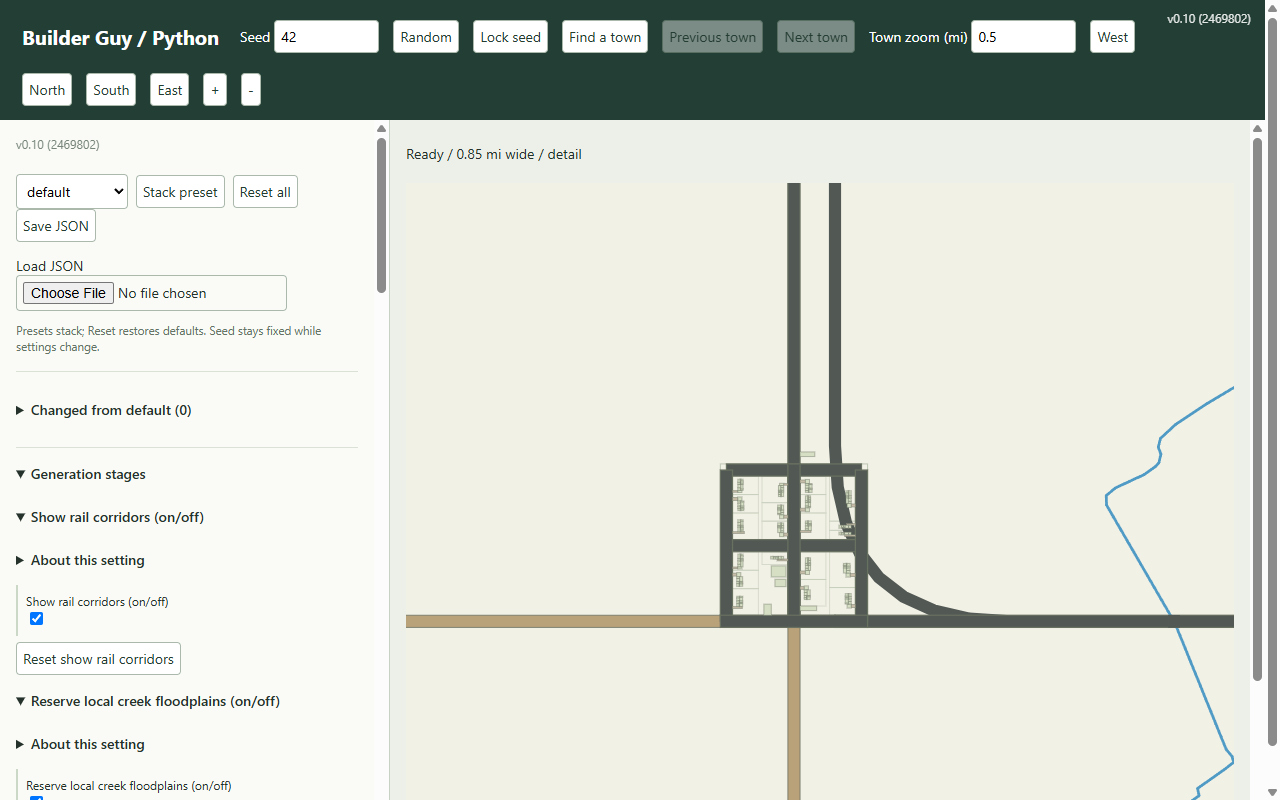 Builder Guy / Python Seed 42 Random Lock seed Find a town Previous town Next town Town zoom (mi) 0.5 West v0.10 (2469802)
North South East + -
v0.10 (2469802)
default Stack preset Reset all
Save JSON
Load JSON
Choose File No file chosen
Presets stack; Reset restores defaults. Seed stays fixed while
settings change.
Changed from default (0)
Generation stages
Show rail corridors (on/off)
About this setting
Show rail corridors (on/off)
Reset show rail corridors
Reserve local creek floodplains (on/off)
About this setting
Reserve local creek floodplains (on/off)
Ready / 0.85 mi wide / detail